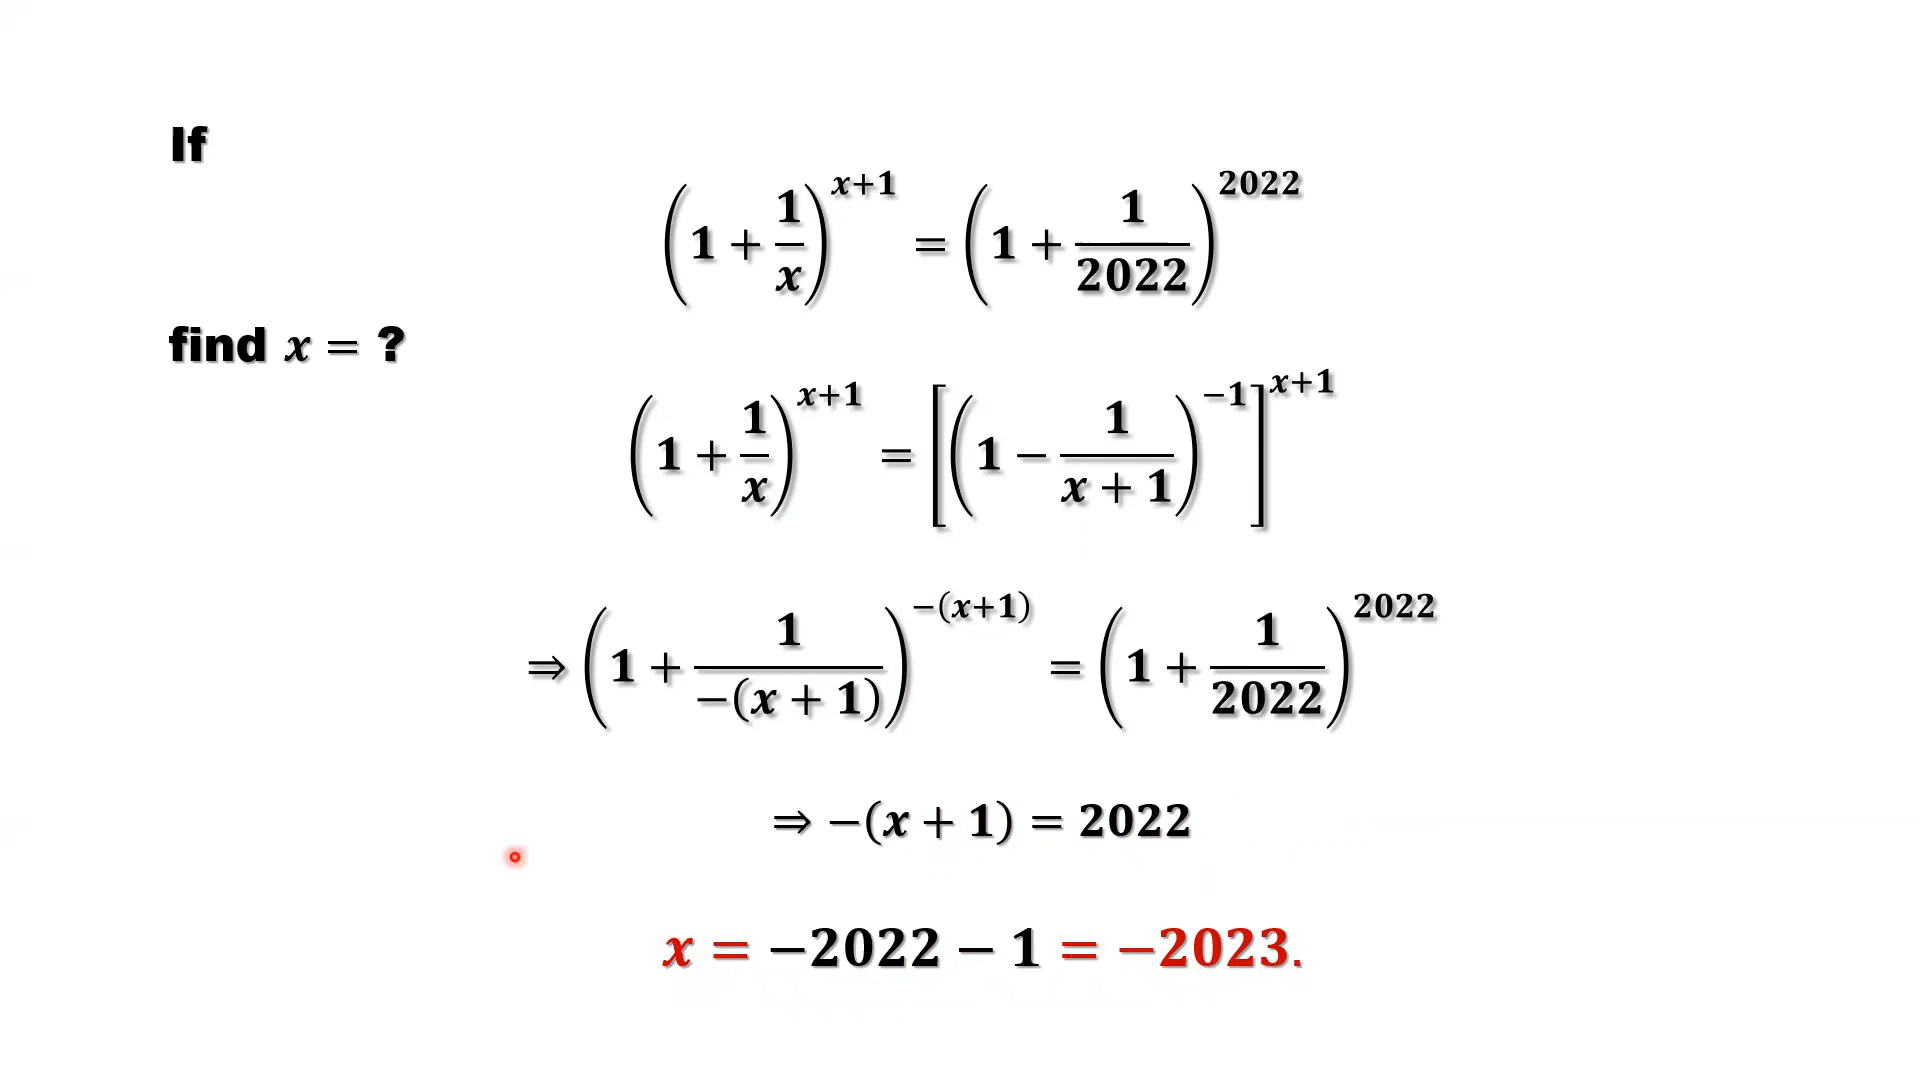 If
(1 + 1/x)^(x+1) = (1 + 1/2022)^2022
find x = ?
(1 + 1/x)^(x+1) = [(1 − 1/(x + 1))^(−1)]^(x+1)
⇒ (1 + 1/(−(x + 1)))^(−(x+1)) = (1 + 1/2022)^2022
⇒ −(x + 1) = 2022
x = −2022 − 1 = −2023.